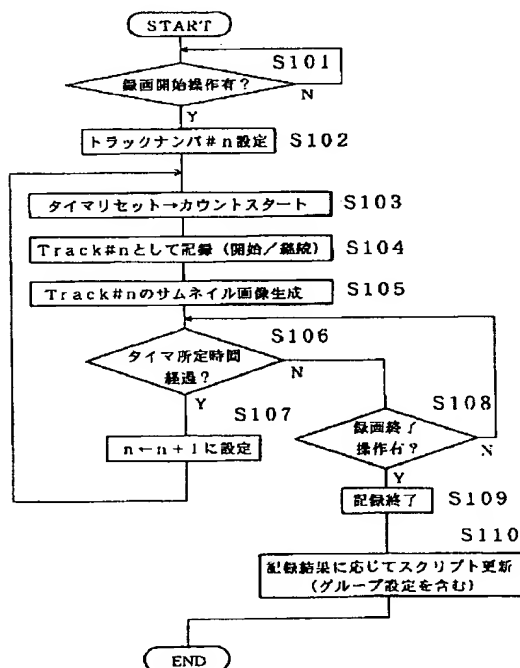 START
S101
録画開始操作有?
N
Y
トラックナンバ#n設定
S102
タイマリセット→カウントスタート
S103
Track#nとして記録(開始/継続)
S104
Track#nのサムネイル画像生成
S105
S106
タイマ所定時間
経過?
N
Y
S107
n←n+1に設定
S108
録画終了
操作有?
N
Y
記録終了
S109
S110
記録結果に応じてスクリプト更新
(グループ設定を含む)
END